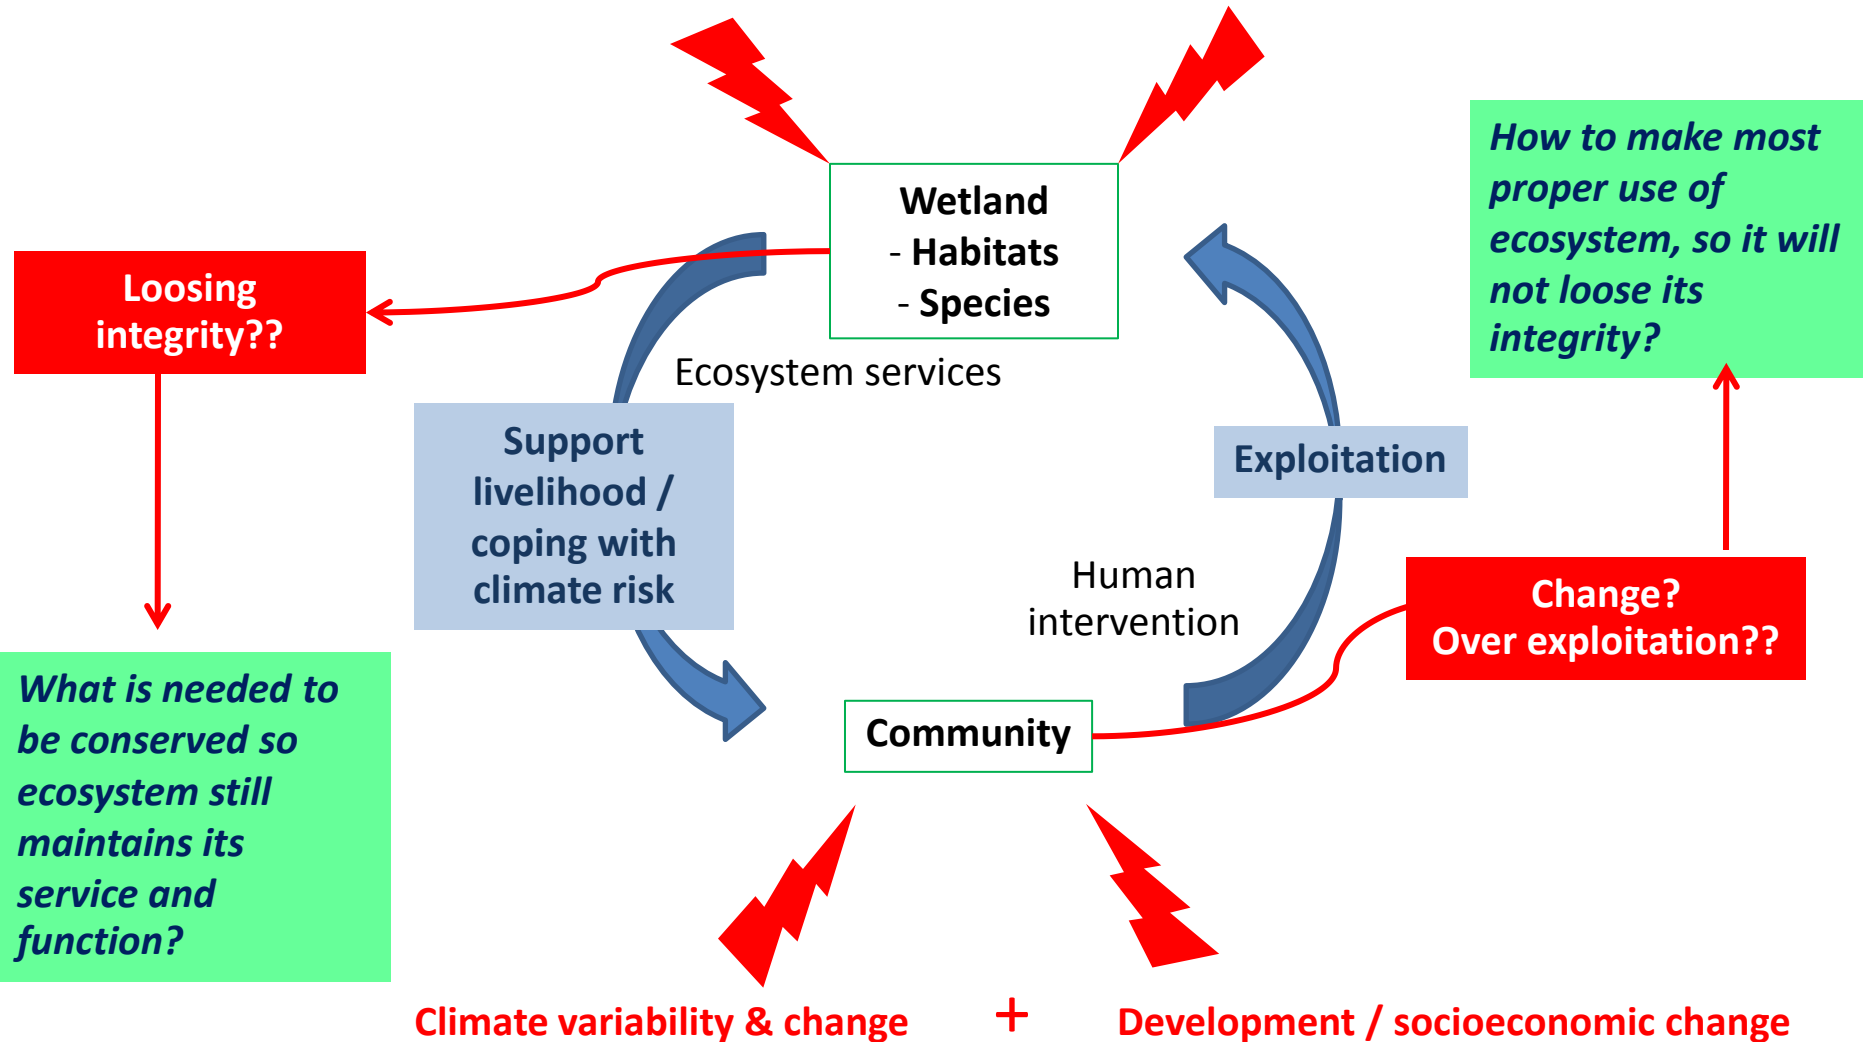 Wetland
- Habitats
- Species
How to make most
proper use of
ecosystem, so it will
not loose its
integrity?
Loosing
integrity??
Ecosystem services
Support
livelihood /
coping with
climate risk
Exploitation
Human
intervention
Change?
Over exploitation??
What is needed to
be conserved so
ecosystem still
maintains its
service and
function?
Community
Climate variability & change + Development / socioeconomic change